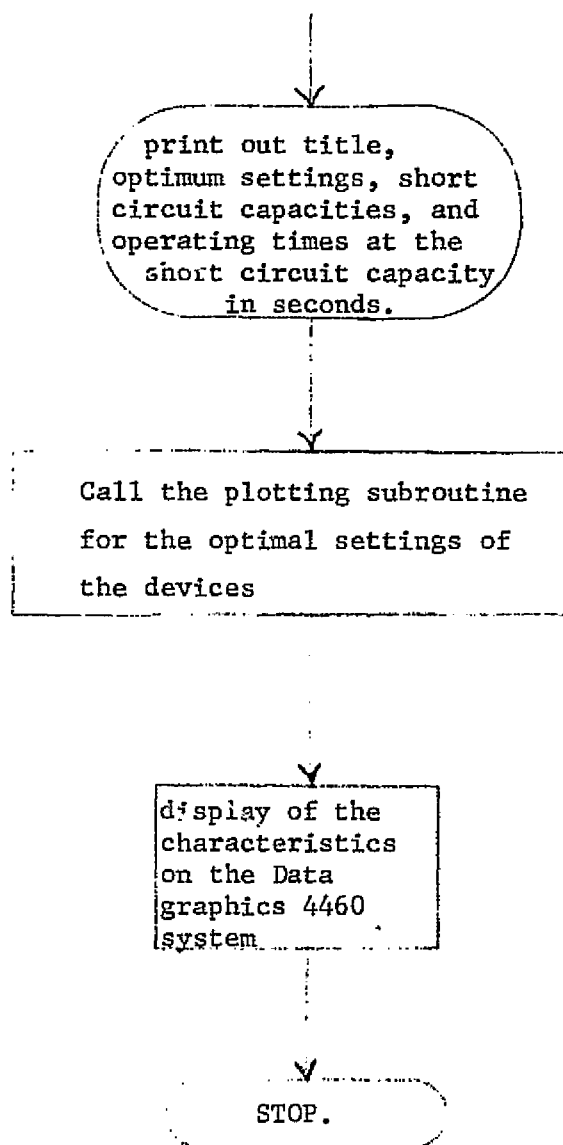 print out title,
optimum settings, short
circuit capacities, and
operating times at the
short circuit capacity
in seconds.
Call the plotting subroutine
for the optimal settings of
the devices
display of the
characteristics
on the Data
graphics 4460
system
STOP.